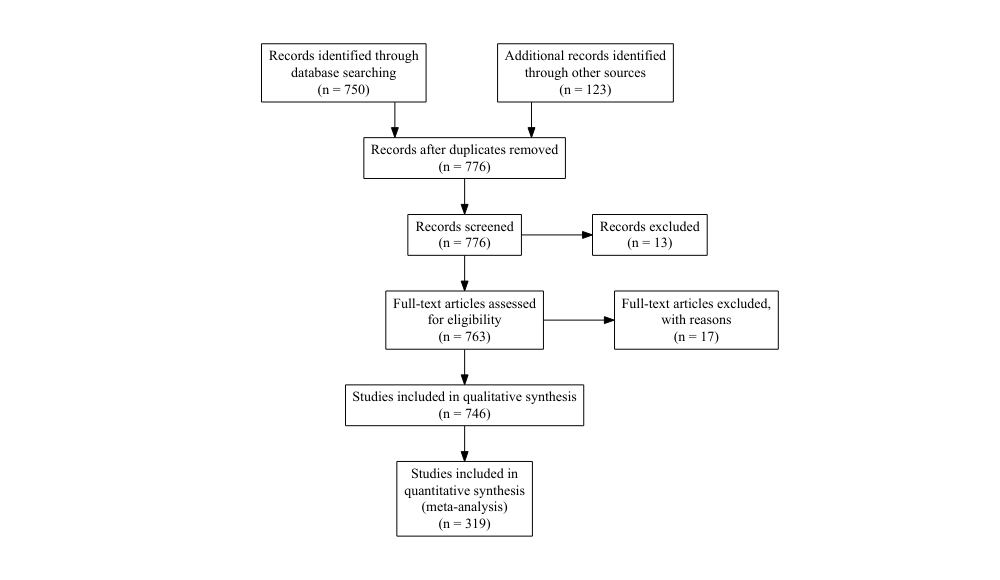 Records identified through
database searching
(n = 750)
Additional records identified
through other sources
(n = 123)
Records after duplicates removed
(n = 776)
Records screened
(n = 776)
Records excluded
(n = 13)
Full-text articles assessed
for eligibility
(n = 763)
Full-text articles excluded,
with reasons
(n = 17)
Studies included in qualitative synthesis
(n = 746)
Studies included in
quantitative synthesis
(meta-analysis)
(n = 319)